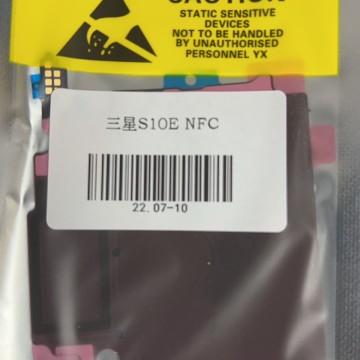 CAUTION
STATIC SENSITIVE
DEVICES
NOT TO BE HANDLED
BY UNAUTHORISED
PERSONNEL YX
三星S10E NFC
22.07-10